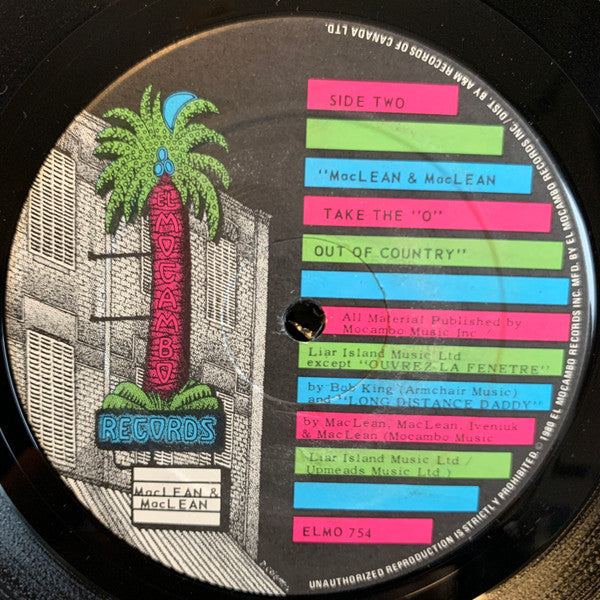 SIDE TWO
"MacLEAN & MacLEAN
TAKE THE "O"
OUT OF COUNTRY"
All Material Published by
Mocambo Music Inc /
Liar Island Music Ltd
except "OUVREZ LA FENETRE"
by Bob King (Armchair Music)
and "LONG DISTANCE DADDY"
by MacLean, MacLean, Iveniuk
& MacLean (Mocambo Music
Liar Island Music Ltd /
Upmeads Music Ltd )
ELMO 754
EL MOCAMBO
RECORDS
MacLEAN &
MacLEAN
UNAUTHORIZED REPRODUCTION IS STRICTLY PROHIBITED. © 1980 EL MOCAMBO RECORDS INC. MFD. BY EL MOCAMBO RECORDS INC./DIST. BY A&M RECORDS OF CANADA LTD.